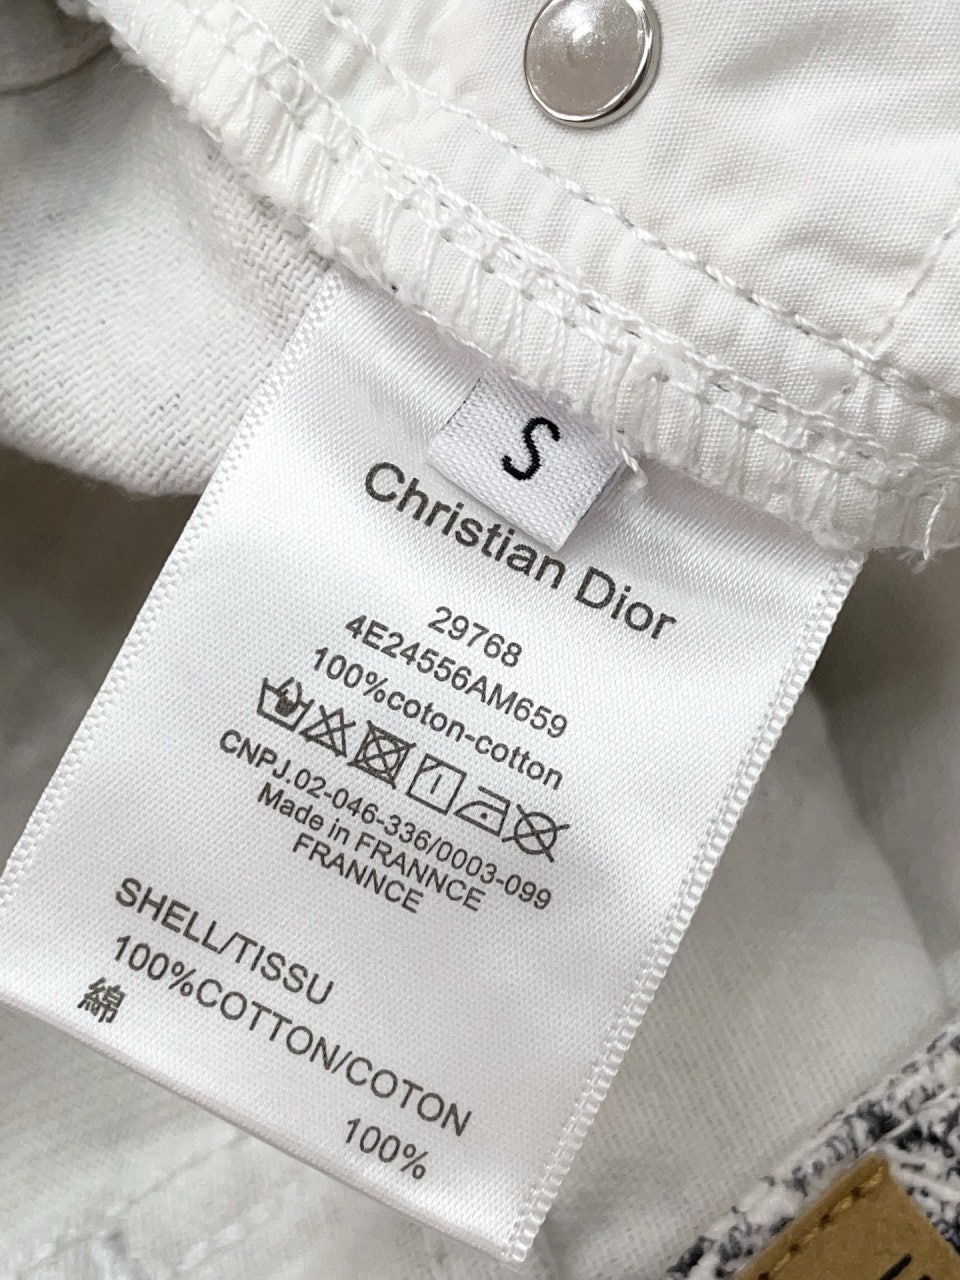 S
Christian Dior
29768
4E24556AM659
100%coton-cotton
CNPJ.02-046-336/0003-099
Made in FRANNCE
FRANNCE
SHELL/TISSU
100%COTTON/COTON
綿
100%